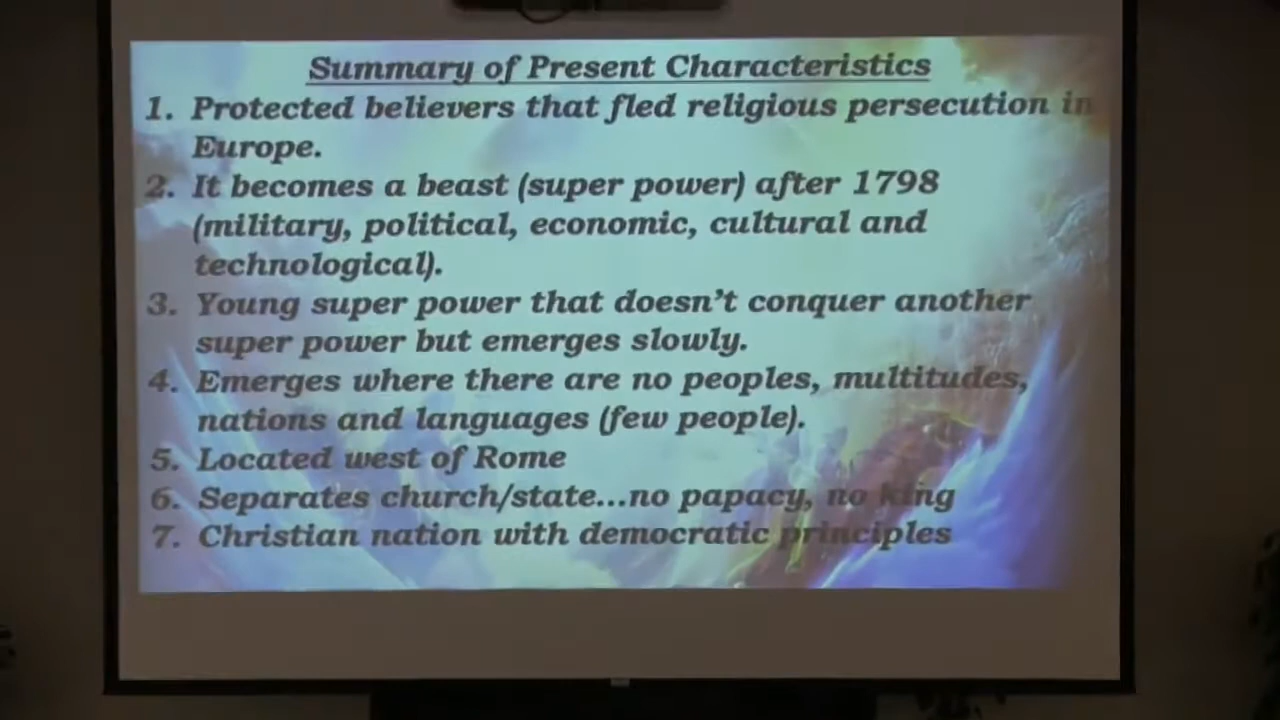 Summary of Present Characteristics
1. Protected believers that fled religious persecution in
Europe.
2. It becomes a beast (super power) after 1798
(military, political, economic, cultural and
technological).
3. Young super power that doesn't conquer another
super power but emerges slowly.
4. Emerges where there are no peoples, multitudes,
nations and languages (few people).
5. Located west of Rome
6. Separates church/state...no papacy, no king
7. Christian nation with democratic principles